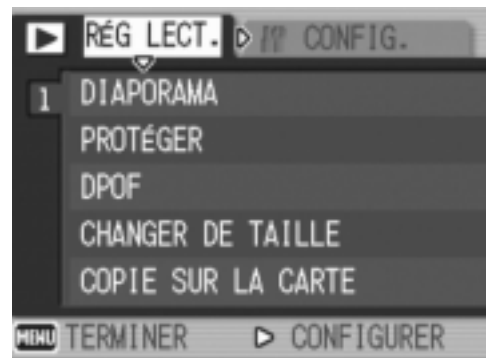 RÉG LECT. CONFIG.
1 DIAPORAMA
PROTÉGER
DPOF
CHANGER DE TAILLE
COPIE SUR LA CARTE
MENU TERMINER CONFIGURER